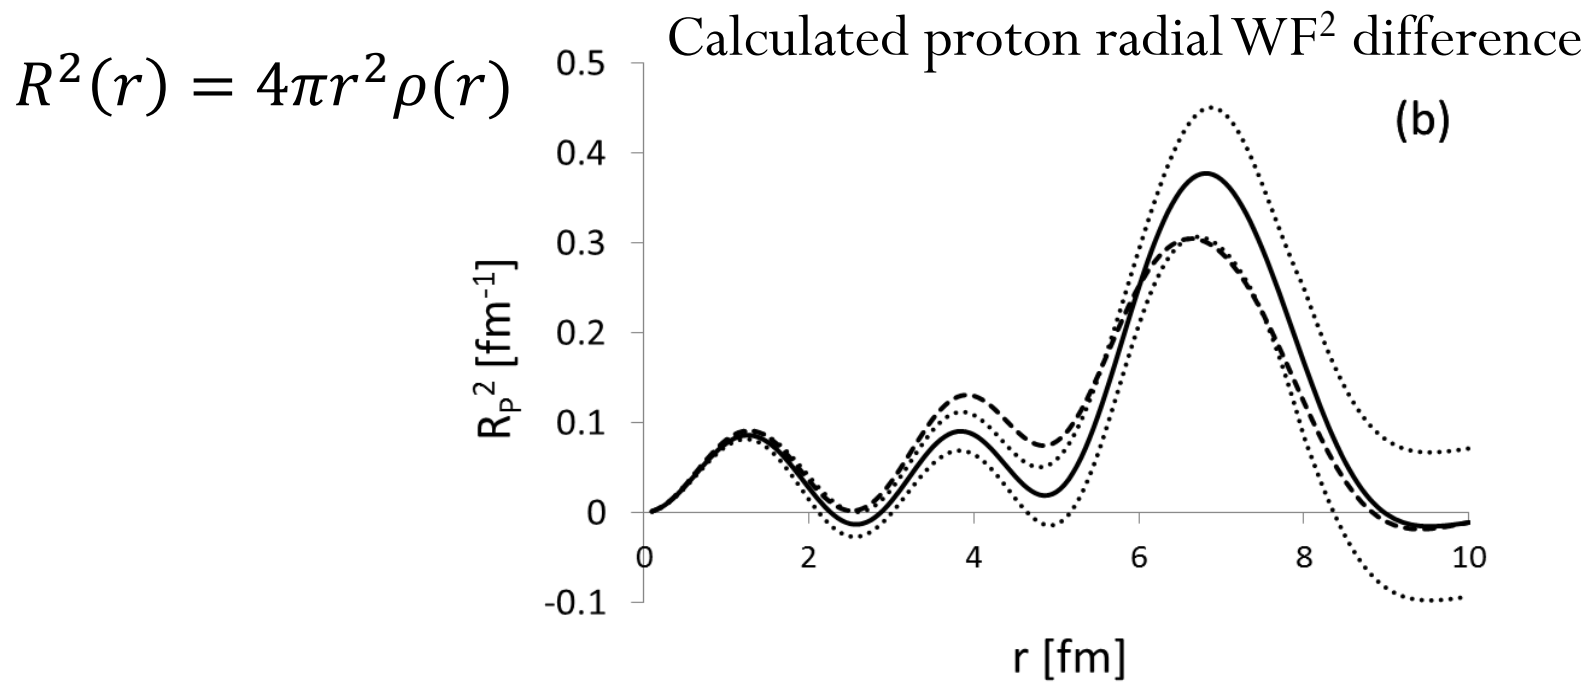 Calculated proton radial WF² difference
R²(r) = 4πr²ρ(r)
(b)
0.5
0.4
0.3
0.2
0.1
0
-0.1
R_P² [fm⁻¹]
0 2 4 6 8 10
r [fm]